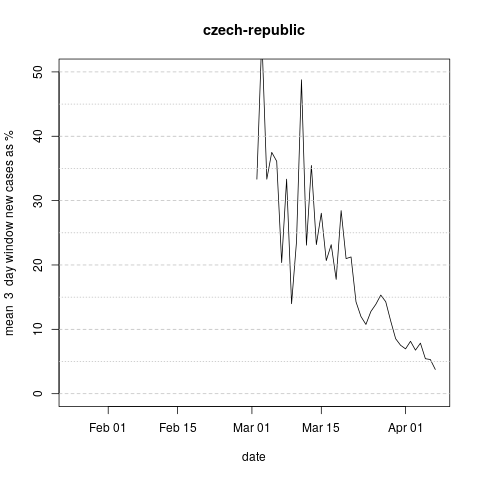 czech-republic
mean 3 day window new cases as %
50
40
30
20
10
0
Feb 01
Feb 15
Mar 01
Mar 15
Apr 01
date